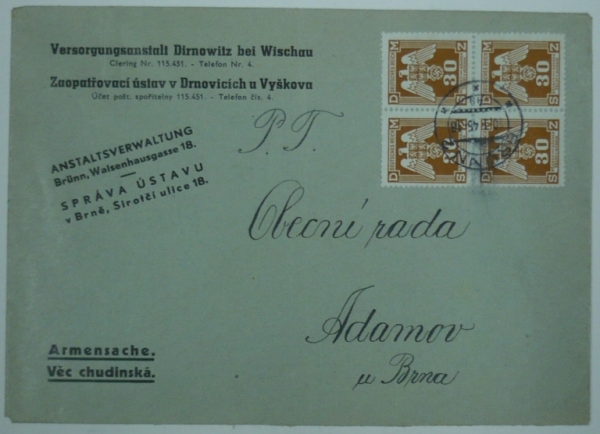 Versorgungsanstalt Dirnowitz bei Wischau
Clering Nr. 115.451. - Telefon Nr. 4.
Zaopatřovací ústav v Drnovicích u Vyškova
Účet pošt. spořitelny 115.451. - Telefon čís. 4.
ANSTALTSVERWALTUNG
Brünn, Waisenhausgasse 18.
SPRÁVA ÚSTAVU
v Brně, Sirotčí ulice 18.
P. T.
Obecní rada
Adamov
u Brna
Armensache.
Věc chudinská.
D M 30 S Z
D M 30 S Z
D M 30 S Z
D M 30 S Z